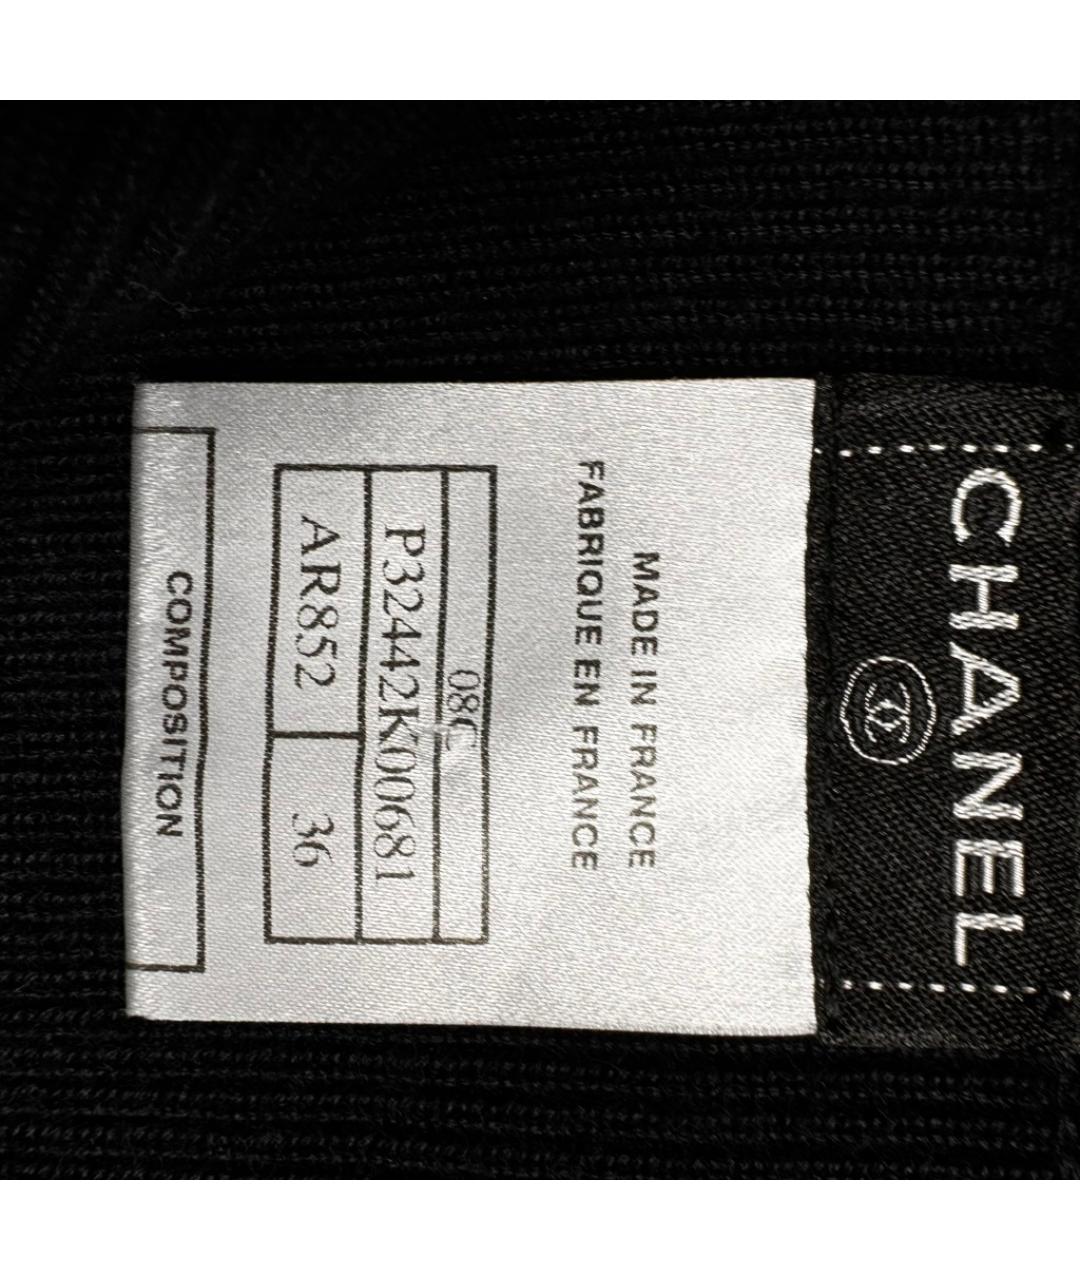 CHANEL
MADE IN FRANCE
FABRIQUE EN FRANCE
08C
P32442K00681
AR852 36
COMPOSITION